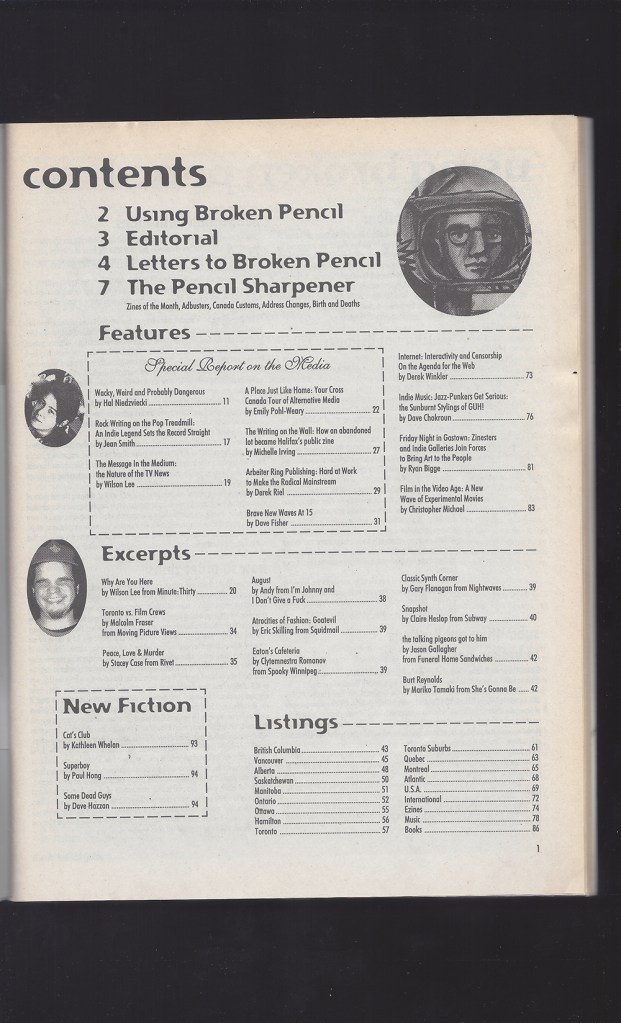 contents
2 Using Broken Pencil
3 Editorial
4 Letters to Broken Pencil
7 The Pencil Sharpener
Zines of the Month, Adbusters, Canada Customs, Address Changes, Birth and Deaths
Features
Special Report on the Media
Wacky, Weird and Probably Dangerous
by Hal Niedzviecki 11
Rock Writing on the Pop Treadmill:
An Indie Legend Sets the Record Straight
by Jean Smith 17
The Message In the Medium:
the Nature of the TV News
by Wilson Lee 19
A Place Just Like Home: Your Cross
Canada Tour of Alternative Media
by Emily Pohl-Weary 22
The Writing on the Wall: How an abandoned
lot became Halifax's public zine
by Michelle Irving 27
Arbeiter Ring Publishing: Hard at Work
to Make the Radical Mainstream
by Derek Riel 29
Brave New Waves At 15
by Dave Fisher 31
Internet: Interactivity and Censorship
On the Agenda for the Web
by Derek Winkler 73
Indie Music: Jazz-Punkers Get Serious:
the Sunburnt Stylings of GUH!
by Dave Chokroun 76
Friday Night in Gastown: Zinesters
and Indie Galleries Join Forces
to Bring Art to the People
by Ryan Bigge 81
Film in the Video Age: A New
Wave of Experimental Movies
by Christopher Michael 83
Excerpts
Why Are You Here
by Wilson Lee from Minute:Thirty 20
Toronto vs. Film Crews
by Malcolm Fraser
from Moving Picture Views 34
Peace, Love & Murder
by Stacey Case from Rivet 35
August
by Andy from I'm Johnny and
I Don't Give a Fuck 38
Atrocities of Fashion: Goatevil
by Eric Skilling from Squidmail 39
Eaton's Cafeteria
by Clytemnestra Romanov
from Spooky Winnipeg 39
Classic Synth Corner
by Gary Flanagan from Nightwaves 39
Snapshot
by Claire Heslop from Subway 40
the talking pigeons got to him
by Jason Gallagher
from Funeral Home Sandwiches 42
Burt Reynolds
by Mariko Tamaki from She's Gonna Be 42
New Fiction
Cat's Club
by Kathleen Whelan 93
Superboy
by Paul Hong 94
Some Dead Guys
by Dave Hazzan 94
Listings
British Columbia 43
Vancouver 45
Alberta 48
Saskatchewan 50
Manitoba 51
Ontario 52
Ottawa 55
Hamilton 56
Toronto 57
Toronto Suburbs 61
Quebec 63
Montreal 65
Atlantic 68
U.S.A. 69
International 72
Ezines 74
Music 78
Books 86
1